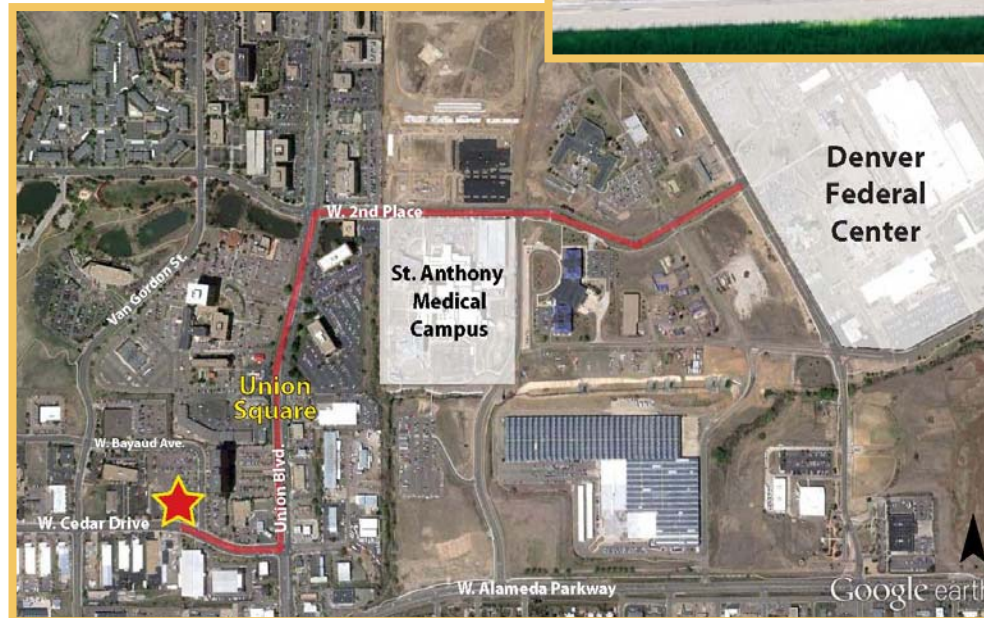 Denver
Federal
Center
W. 2nd Place
St. Anthony
Medical
Campus
Van Gordon St.
Union
Square
W. Bayaud Ave.
Union Blvd.
W. Cedar Drive
W. Alameda Parkway
Google earth